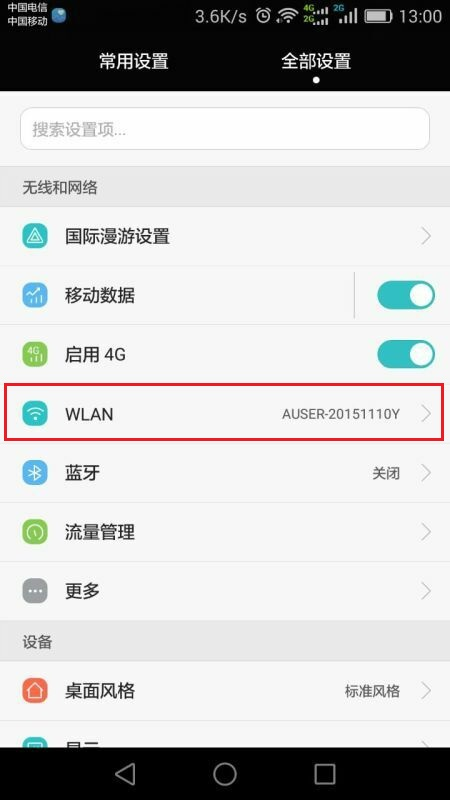 中国电信
中国移动
3.6K/s 4G 2G 2G 13:00
常用设置 全部设置
搜索设置项...
无线和网络
国际漫游设置
移动数据
4G 启用 4G
WLAN AUSER-20151110Y
蓝牙 关闭
流量管理
更多
设备
桌面风格 标准风格
显示